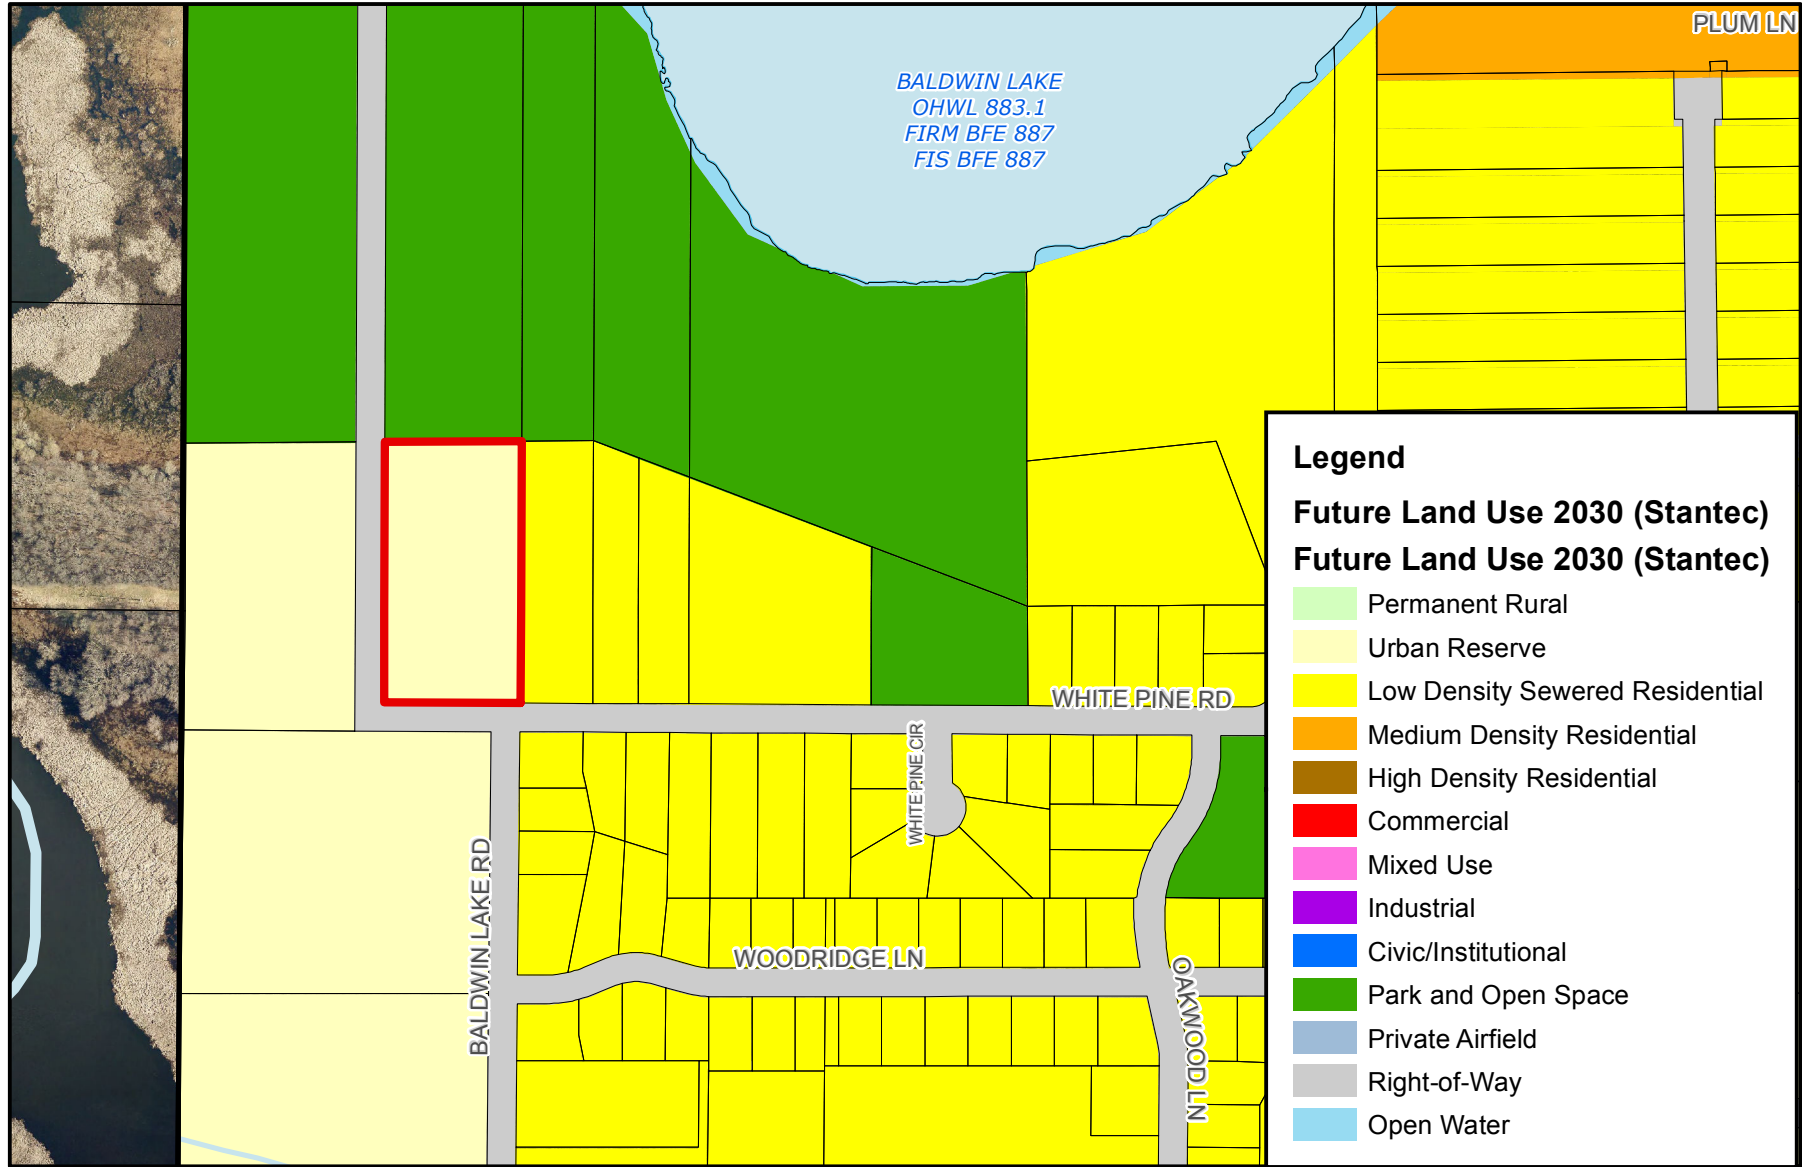 PLUM LN
BALDWIN LAKE
OHWL 883.1
FIRM BFE 887
FIS BFE 887
WHITE PINE RD
WHITE PINE CIR
BALDWIN LAKE RD
WOODRIDGE LN
OAKWOOD LN
Legend
Future Land Use 2030 (Stantec)
Future Land Use 2030 (Stantec)
Permanent Rural
Urban Reserve
Low Density Sewered Residential
Medium Density Residential
High Density Residential
Commercial
Mixed Use
Industrial
Civic/Institutional
Park and Open Space
Private Airfield
Right-of-Way
Open Water